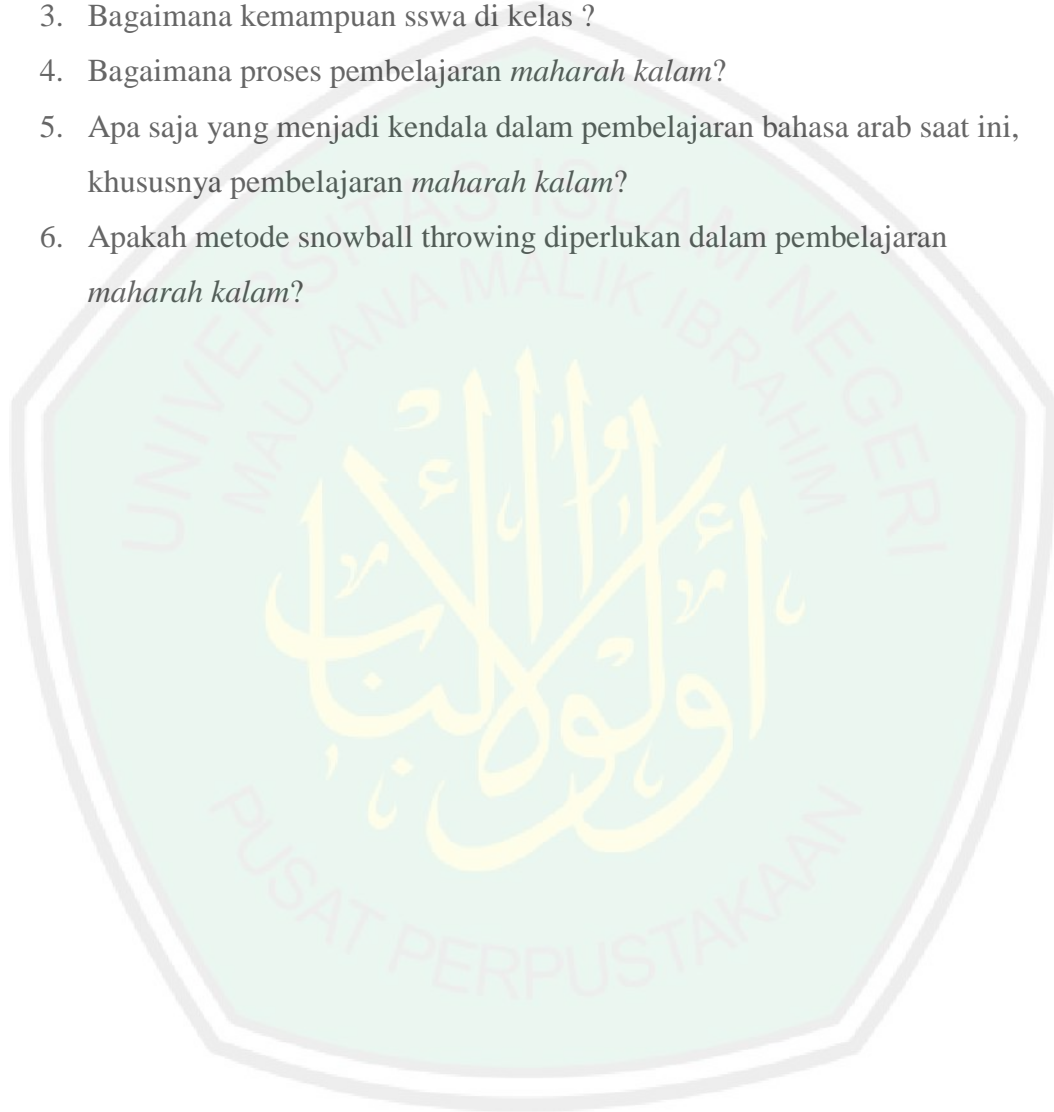 3. Bagaimana kemampuan sswa di kelas ?
4. Bagaimana proses pembelajaran maharah kalam?
5. Apa saja yang menjadi kendala dalam pembelajaran bahasa arab saat ini,
khususnya pembelajaran maharah kalam?
6. Apakah metode snowball throwing diperlukan dalam pembelajaran
maharah kalam?
UNIVERSITAS ISLAM NEGERI
MAULANA MALIK IBRAHIM
أولوا الألباب
PUSAT PERPUSTAKAAN